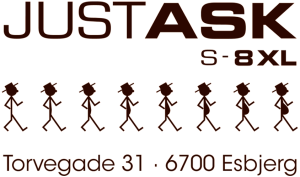 JUSTASK
S-8XL
Torvegade 31 · 6700 Esbjerg